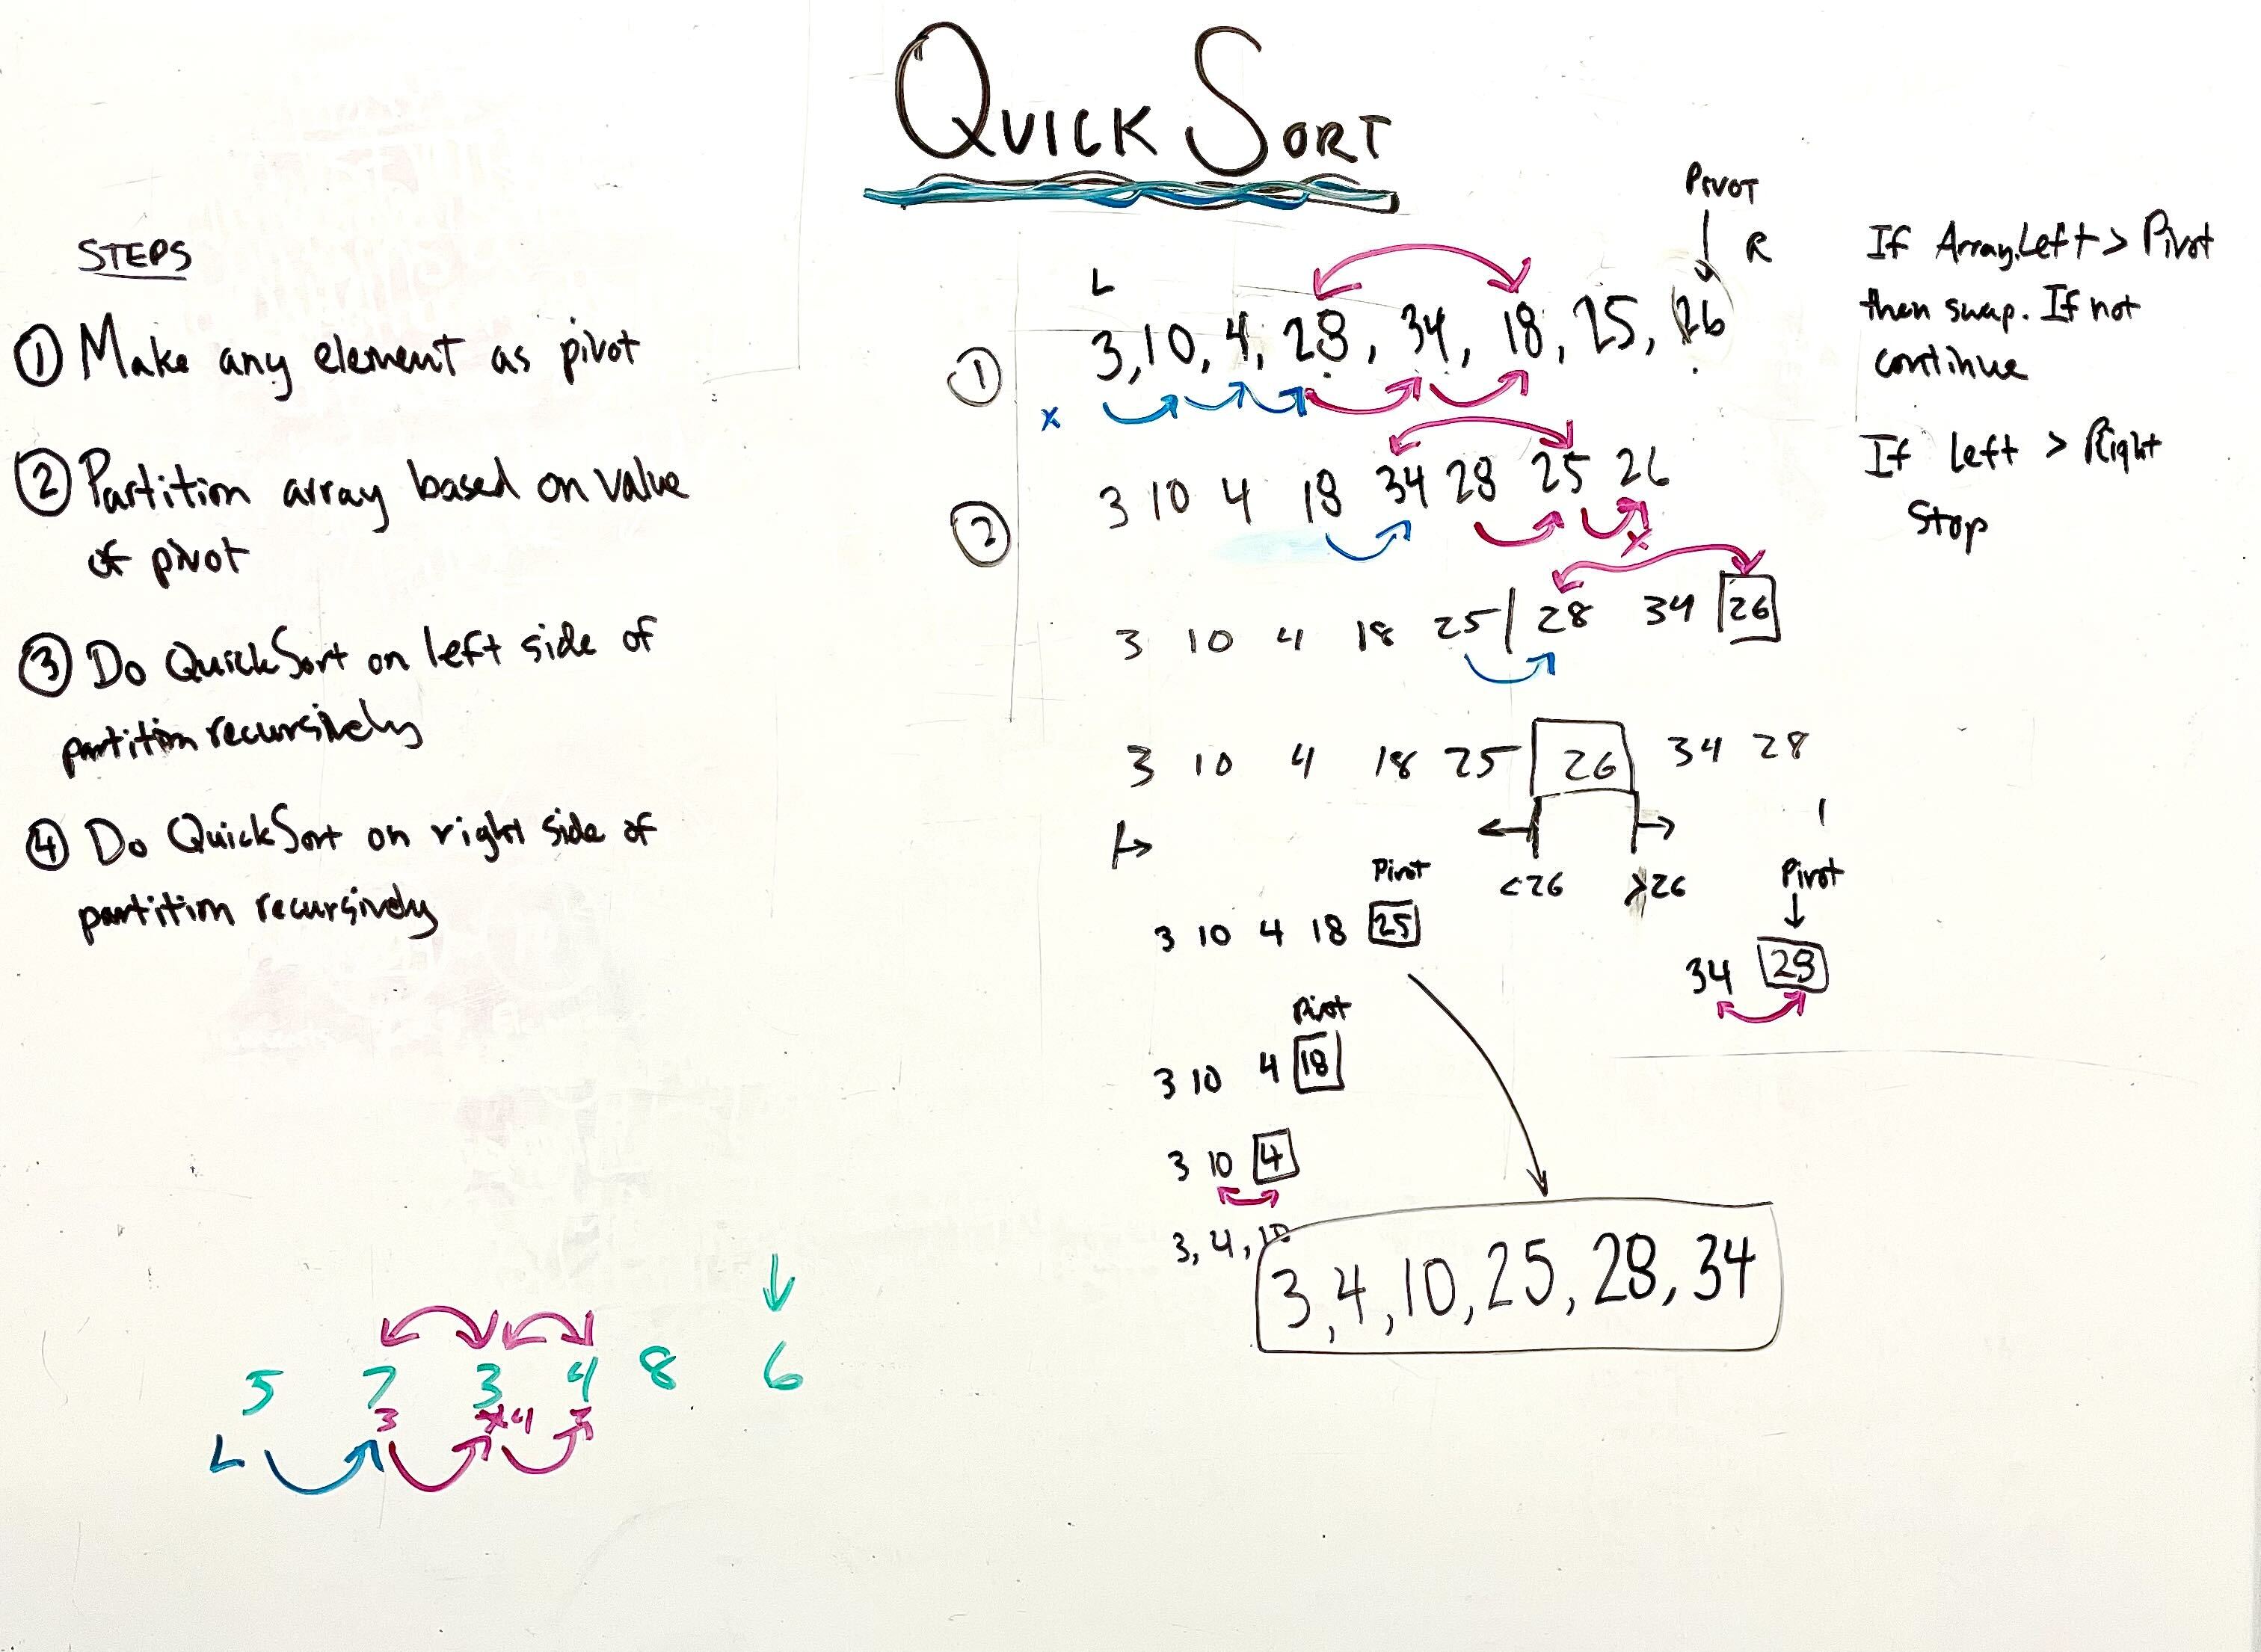 QUICK SORT
STEPS
① Make any element as pivot
② Partition array based on value
of pivot
③ Do QuickSort on left side of
partition recursively
④ Do QuickSort on right side of
partition recursively
PIVOT
L R
① 3, 10, 4, 28, 34, 18, 25, 26
x
② 3 10 4 18 34 28 25 26
x
3 10 4 18 25 | 28 34 26
3 10 4 18 25 26 34 28
<26 >26
Pivot
3 10 4 18 25
Pivot
34 28
Pivot
3 10 4 18
3 10 4
3, 4, 10
3, 4, 10, 25, 28, 34
If Array.Left > Pivot
then swap. If not
continue
If Left > Right
Stop
5 7 3 4 8 6
3 4
L